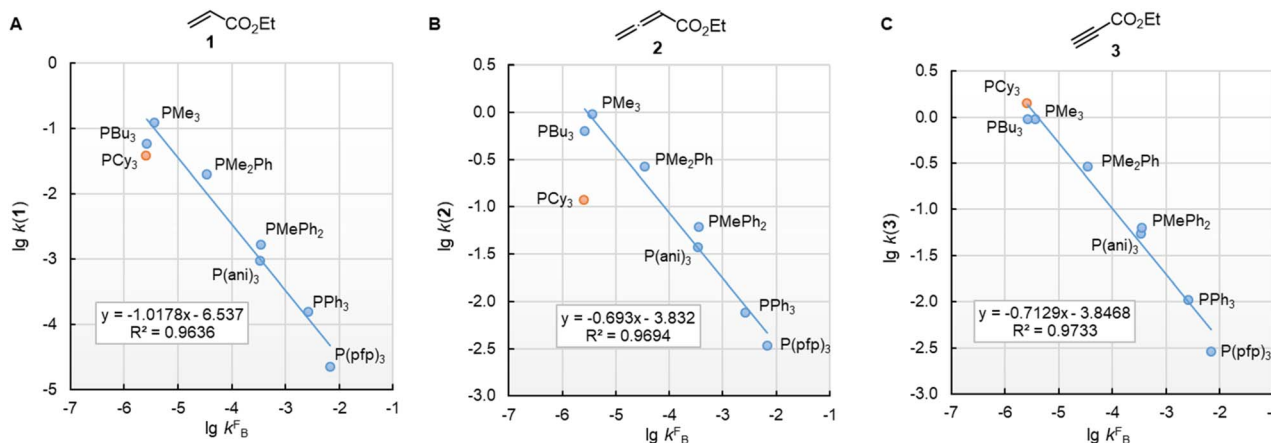 A
CO₂Et
1
0
-1
-2
-3
-4
-5
lg k(1)
PMe₃
PBu₃
PCy₃
PMe₂Ph
PMePh₂
P(ani)₃
PPh₃
P(pfp)₃
y = -1.0178x - 6.537
R² = 0.9636
-7 -6 -5 -4 -3 -2 -1
lg kᶠB
B
CO₂Et
2
0.5
0.0
-0.5
-1.0
-1.5
-2.0
-2.5
-3.0
lg k(2)
PMe₃
PBu₃
PMe₂Ph
PCy₃
PMePh₂
P(ani)₃
PPh₃
P(pfp)₃
y = -0.693x - 3.832
R² = 0.9694
-7 -6 -5 -4 -3 -2 -1
lg kᶠB
C
CO₂Et
3
0.5
0.0
-0.5
-1.0
-1.5
-2.0
-2.5
-3.0
lg k(3)
PCy₃
PMe₃
PBu₃
PMe₂Ph
PMePh₂
P(ani)₃
PPh₃
P(pfp)₃
y = -0.7129x - 3.8468
R² = 0.9733
-7 -6 -5 -4 -3 -2 -1
lg kᶠB